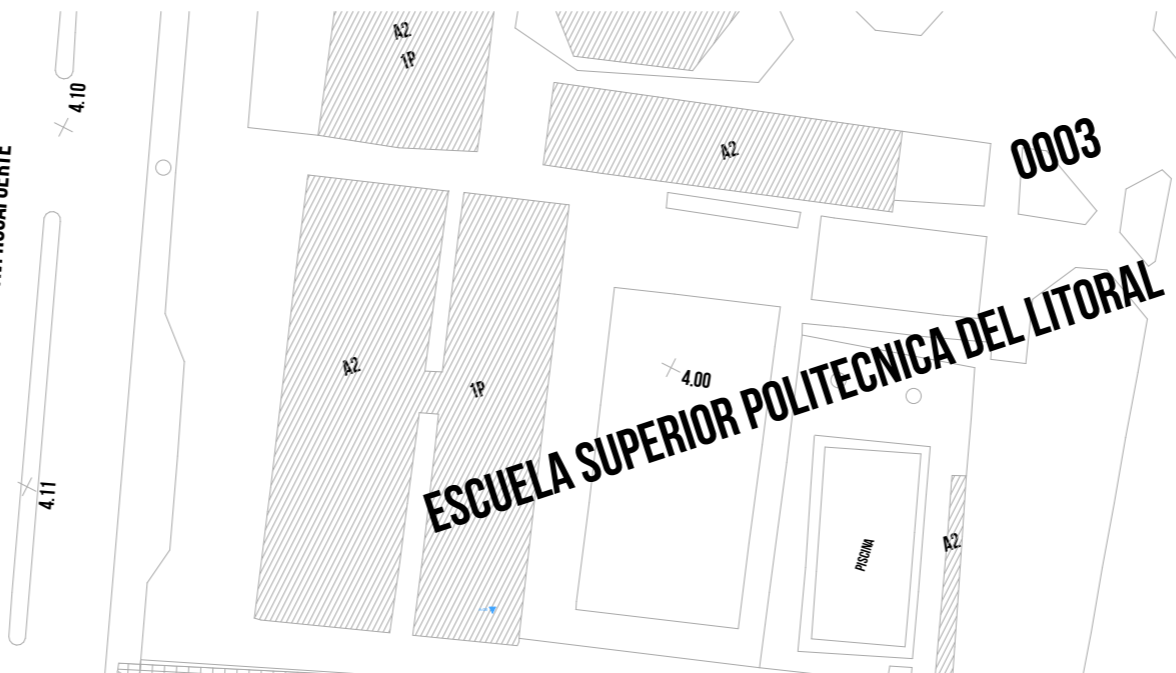 A2
1P
4.10
A2
0003
A2
1P
4.00
ESCUELA SUPERIOR POLITECNICA DEL LITORAL
4.11
PISCINA
A2